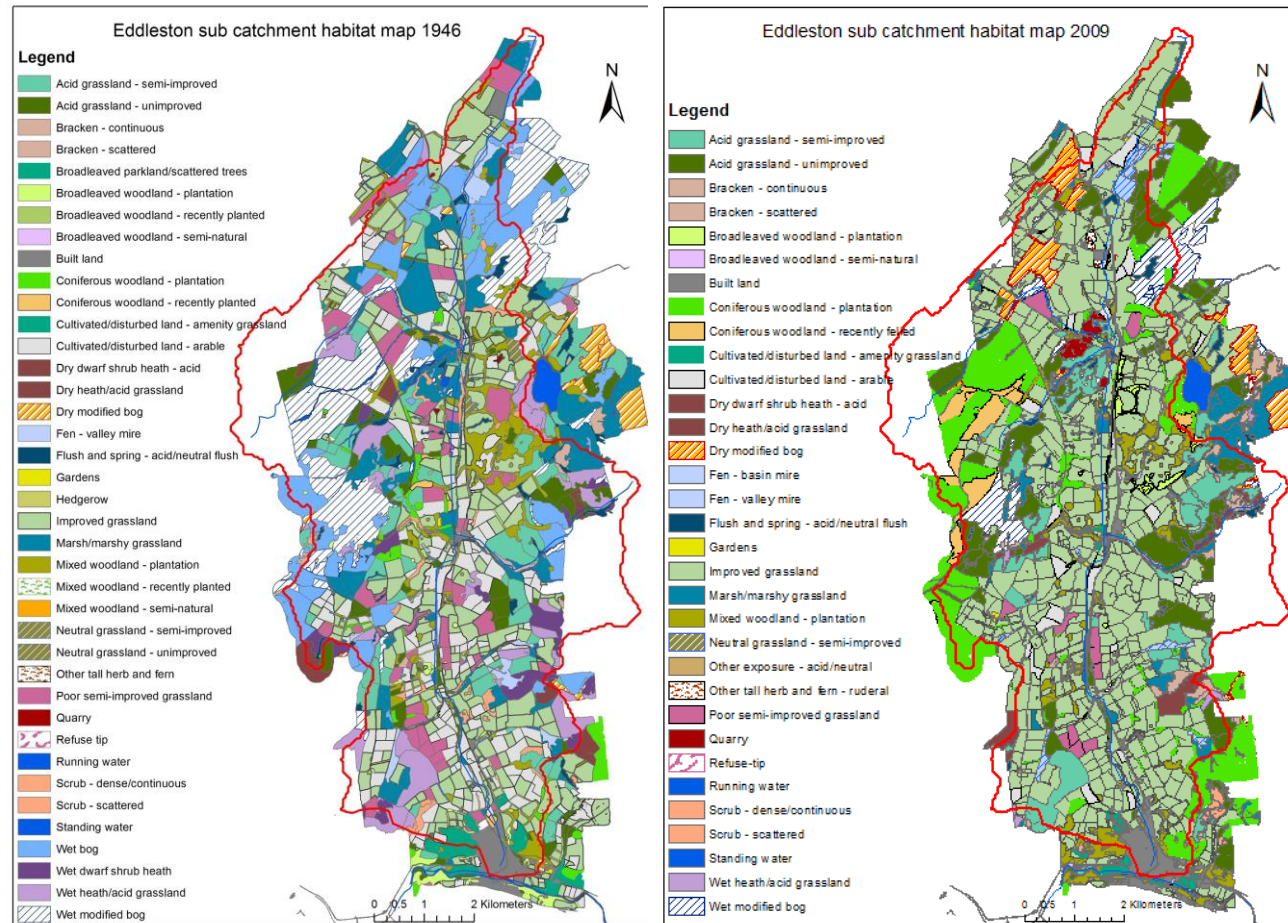 Eddleston sub catchment habitat map 1946
Legend
Acid grassland - semi-improved
Acid grassland - unimproved
Bracken - continuous
Bracken - scattered
Broadleaved parkland/scattered trees
Broadleaved woodland - plantation
Broadleaved woodland - recently planted
Broadleaved woodland - semi-natural
Built land
Coniferous woodland - plantation
Coniferous woodland - recently planted
Cultivated/disturbed land - amenity grassland
Cultivated/disturbed land - arable
Dry dwarf shrub heath - acid
Dry heath/acid grassland
Dry modified bog
Fen - valley mire
Flush and spring - acid/neutral flush
Gardens
Hedgerow
Improved grassland
Marsh/marshy grassland
Mixed woodland - plantation
Mixed woodland - recently planted
Mixed woodland - semi-natural
Neutral grassland - semi-improved
Neutral grassland - unimproved
Other tall herb and fern
Poor semi-improved grassland
Quarry
Refuse tip
Running water
Scrub - dense/continuous
Scrub - scattered
Standing water
Wet bog
Wet dwarf shrub heath
Wet heath/acid grassland
Wet modified bog
N
0 0.5 1 2 Kilometers
Eddleston sub catchment habitat map 2009
Legend
Acid grassland - semi-improved
Acid grassland - unimproved
Bracken - continuous
Bracken - scattered
Broadleaved woodland - plantation
Broadleaved woodland - semi-natural
Built land
Coniferous woodland - plantation
Coniferous woodland - recently felled
Cultivated/disturbed land - amenity grassland
Cultivated/disturbed land - arable
Dry dwarf shrub heath - acid
Dry heath/acid grassland
Dry modified bog
Fen - basin mire
Fen - valley mire
Flush and spring - acid/neutral flush
Gardens
Improved grassland
Marsh/marshy grassland
Mixed woodland - plantation
Neutral grassland - semi-improved
Other exposure - acid/neutral
Other tall herb and fern - ruderal
Poor semi-improved grassland
Quarry
Refuse-tip
Running water
Scrub - dense/continuous
Scrub - scattered
Standing water
Wet heath/acid grassland
Wet modified bog
N
0 0.5 1 2 Kilometers